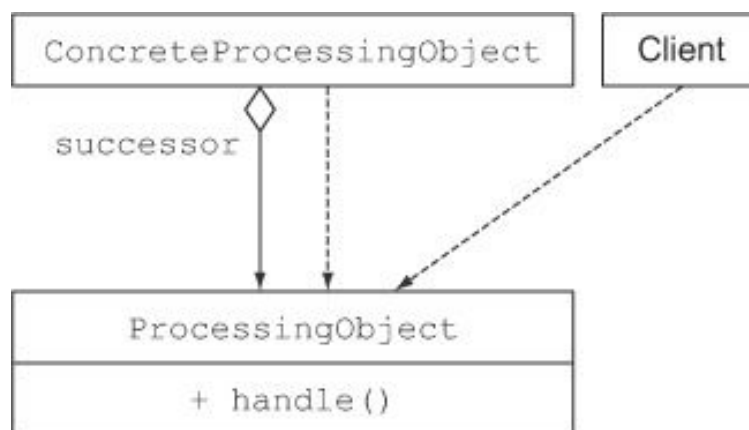 ConcreteProcessingObject
Client
successor
ProcessingObject
+ handle()